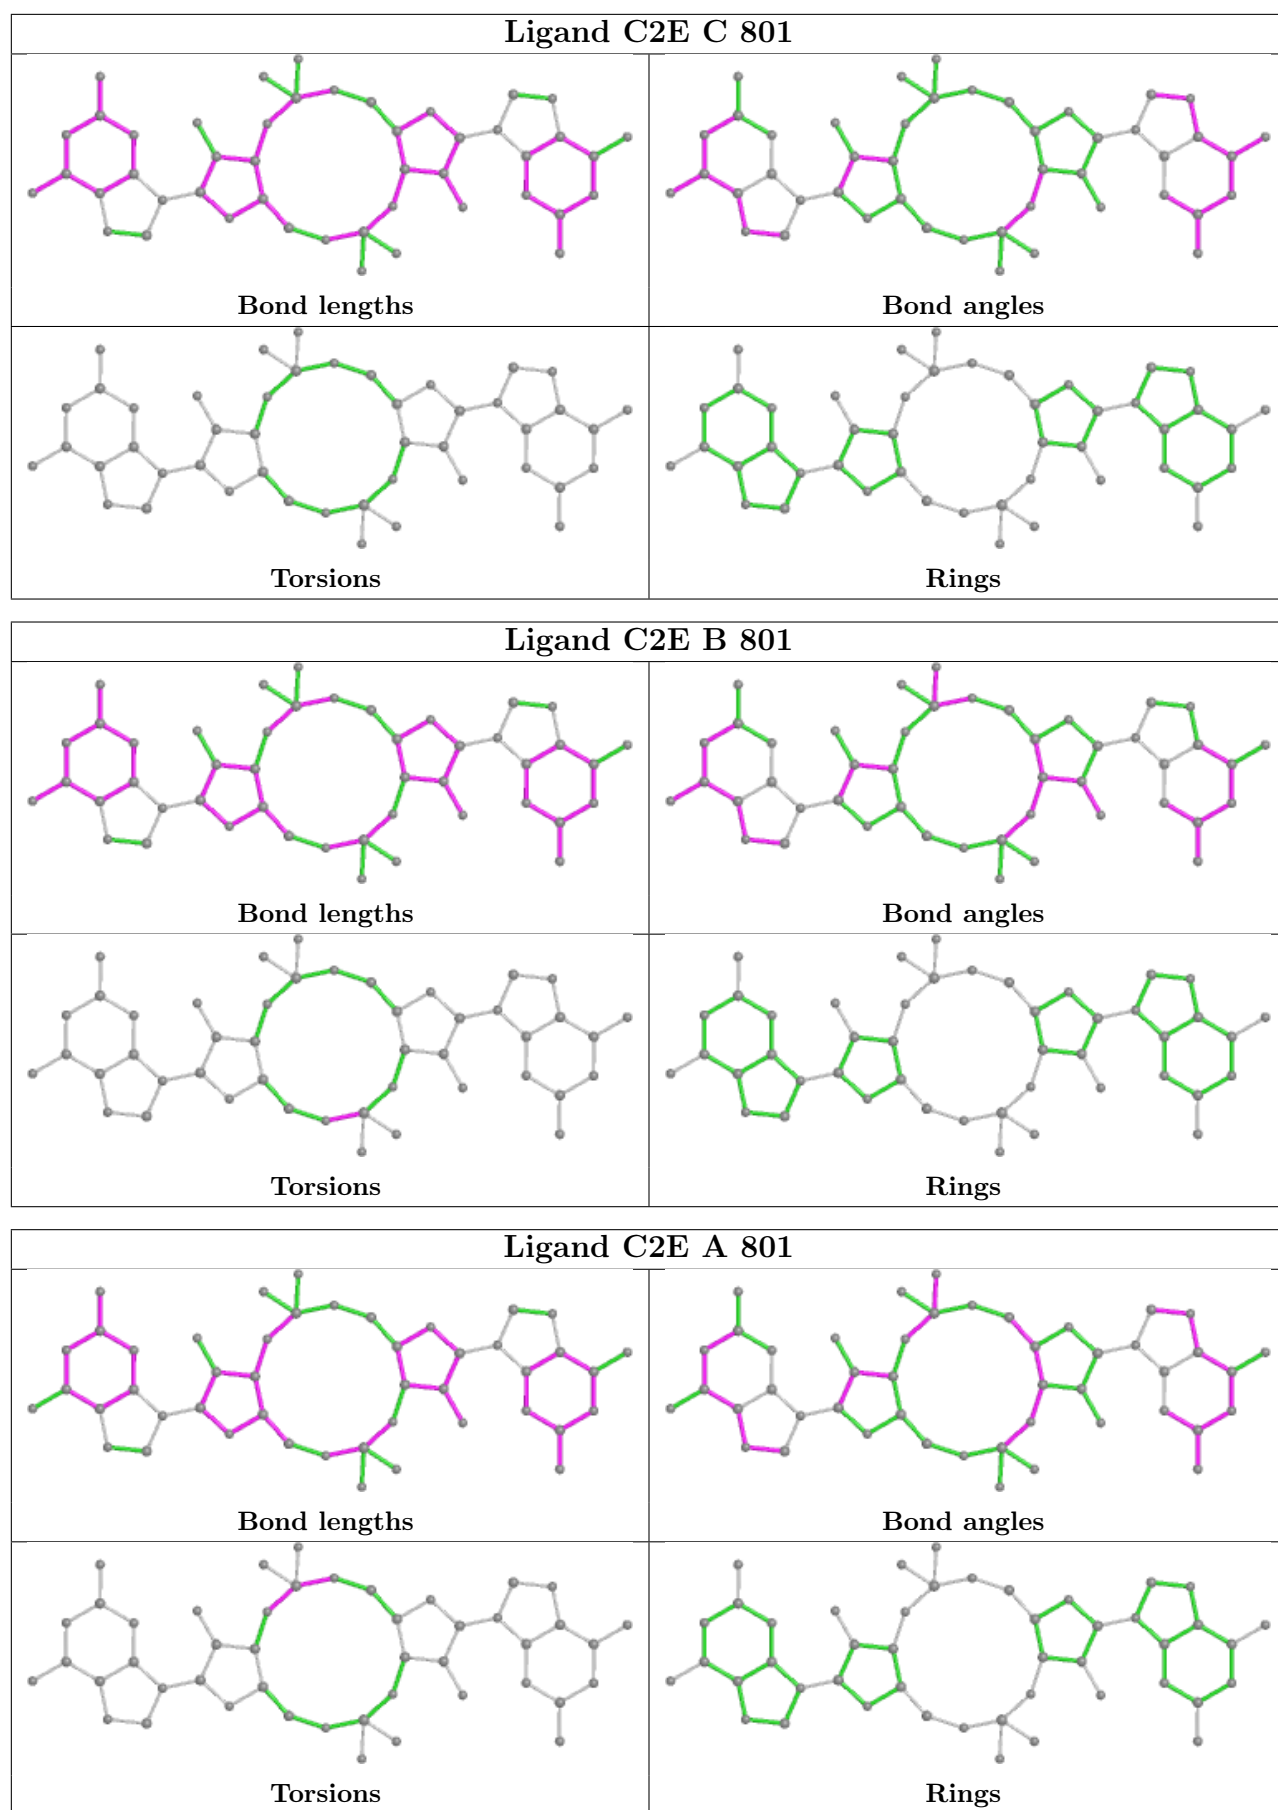 Ligand C2E C 801
Bond lengths
Bond angles
Torsions
Rings
Ligand C2E B 801
Bond lengths
Bond angles
Torsions
Rings
Ligand C2E A 801
Bond lengths
Bond angles
Torsions
Rings